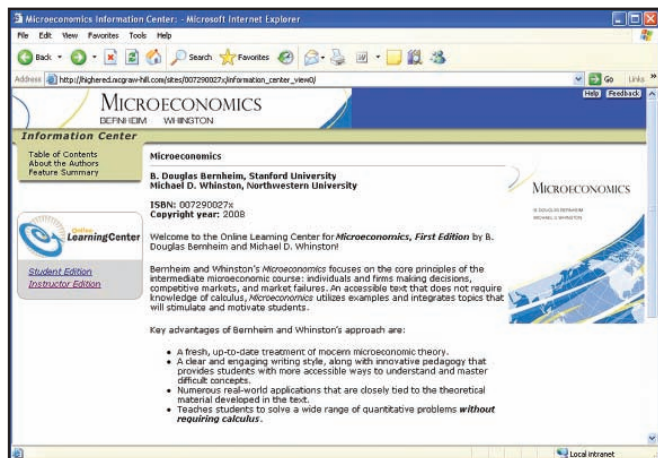 Microeconomics Information Center: - Microsoft Internet Explorer
File Edit View Favorites Tools Help
Back Search Favorites
Address http://highered.mcgraw-hill.com/sites/007290027x/information_center_view0/ Go Links
MICROECONOMICS
BERNHEIM WHINSTON
Help Feedback
Information Center
Table of Contents
About the Authors
Feature Summary
Online
LearningCenter
Student Edition
Instructor Edition
Microeconomics
B. Douglas Bernheim, Stanford University
Michael D. Whinston, Northwestern University
ISBN: 007290027x
Copyright year: 2008
Welcome to the Online Learning Center for Microeconomics, First Edition by B.
Douglas Bernheim and Michael D. Whinston!
Bernheim and Whinston's Microeconomics focuses on the core principles of the
intermediate microeconomic course: individuals and firms making decisions,
competitive markets, and market failures. An accessible text that does not require
knowledge of calculus, Microeconomics utilizes examples and integrates topics that
will stimulate and motivate students.
Key advantages of Bernheim and Whinston's approach are:
• A fresh, up-to-date treatment of modern microeconomic theory.
• A clear and engaging writing style, along with innovative pedagogy that
provides students with more accessible ways to understand and master
difficult concepts.
• Numerous real-world applications that are closely tied to the theoretical
material developed in the text.
• Teaches students to solve a wide range of quantitative problems without
requiring calculus.
MICROECONOMICS
B. DOUGLAS BERNHEIM
MICHAEL D. WHINSTON
Local intranet